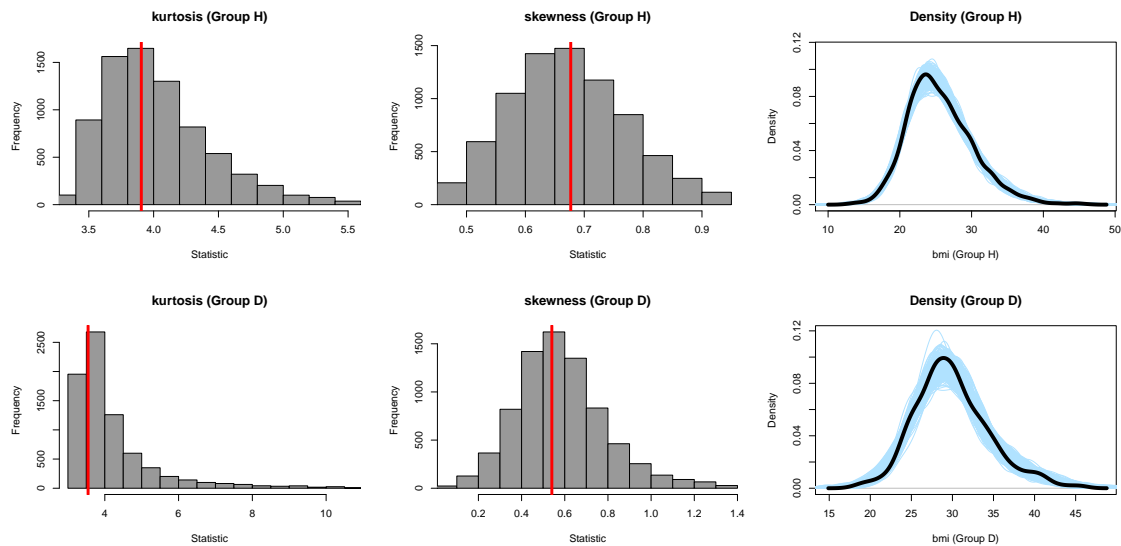 kurtosis (Group H)
Frequency
0 500 1000 1500
3.5 4.0 4.5 5.0 5.5
Statistic
skewness (Group H)
Frequency
0 500 1000 1500
0.5 0.6 0.7 0.8 0.9
Statistic
Density (Group H)
Density
0.00 0.04 0.08 0.12
10 20 30 40 50
bmi (Group H)
kurtosis (Group D)
Frequency
0 500 1500 2500
4 6 8 10
Statistic
skewness (Group D)
Frequency
0 500 1000 1500
0.2 0.4 0.6 0.8 1.0 1.2 1.4
Statistic
Density (Group D)
Density
0.00 0.04 0.08 0.12
15 20 25 30 35 40 45
bmi (Group D)